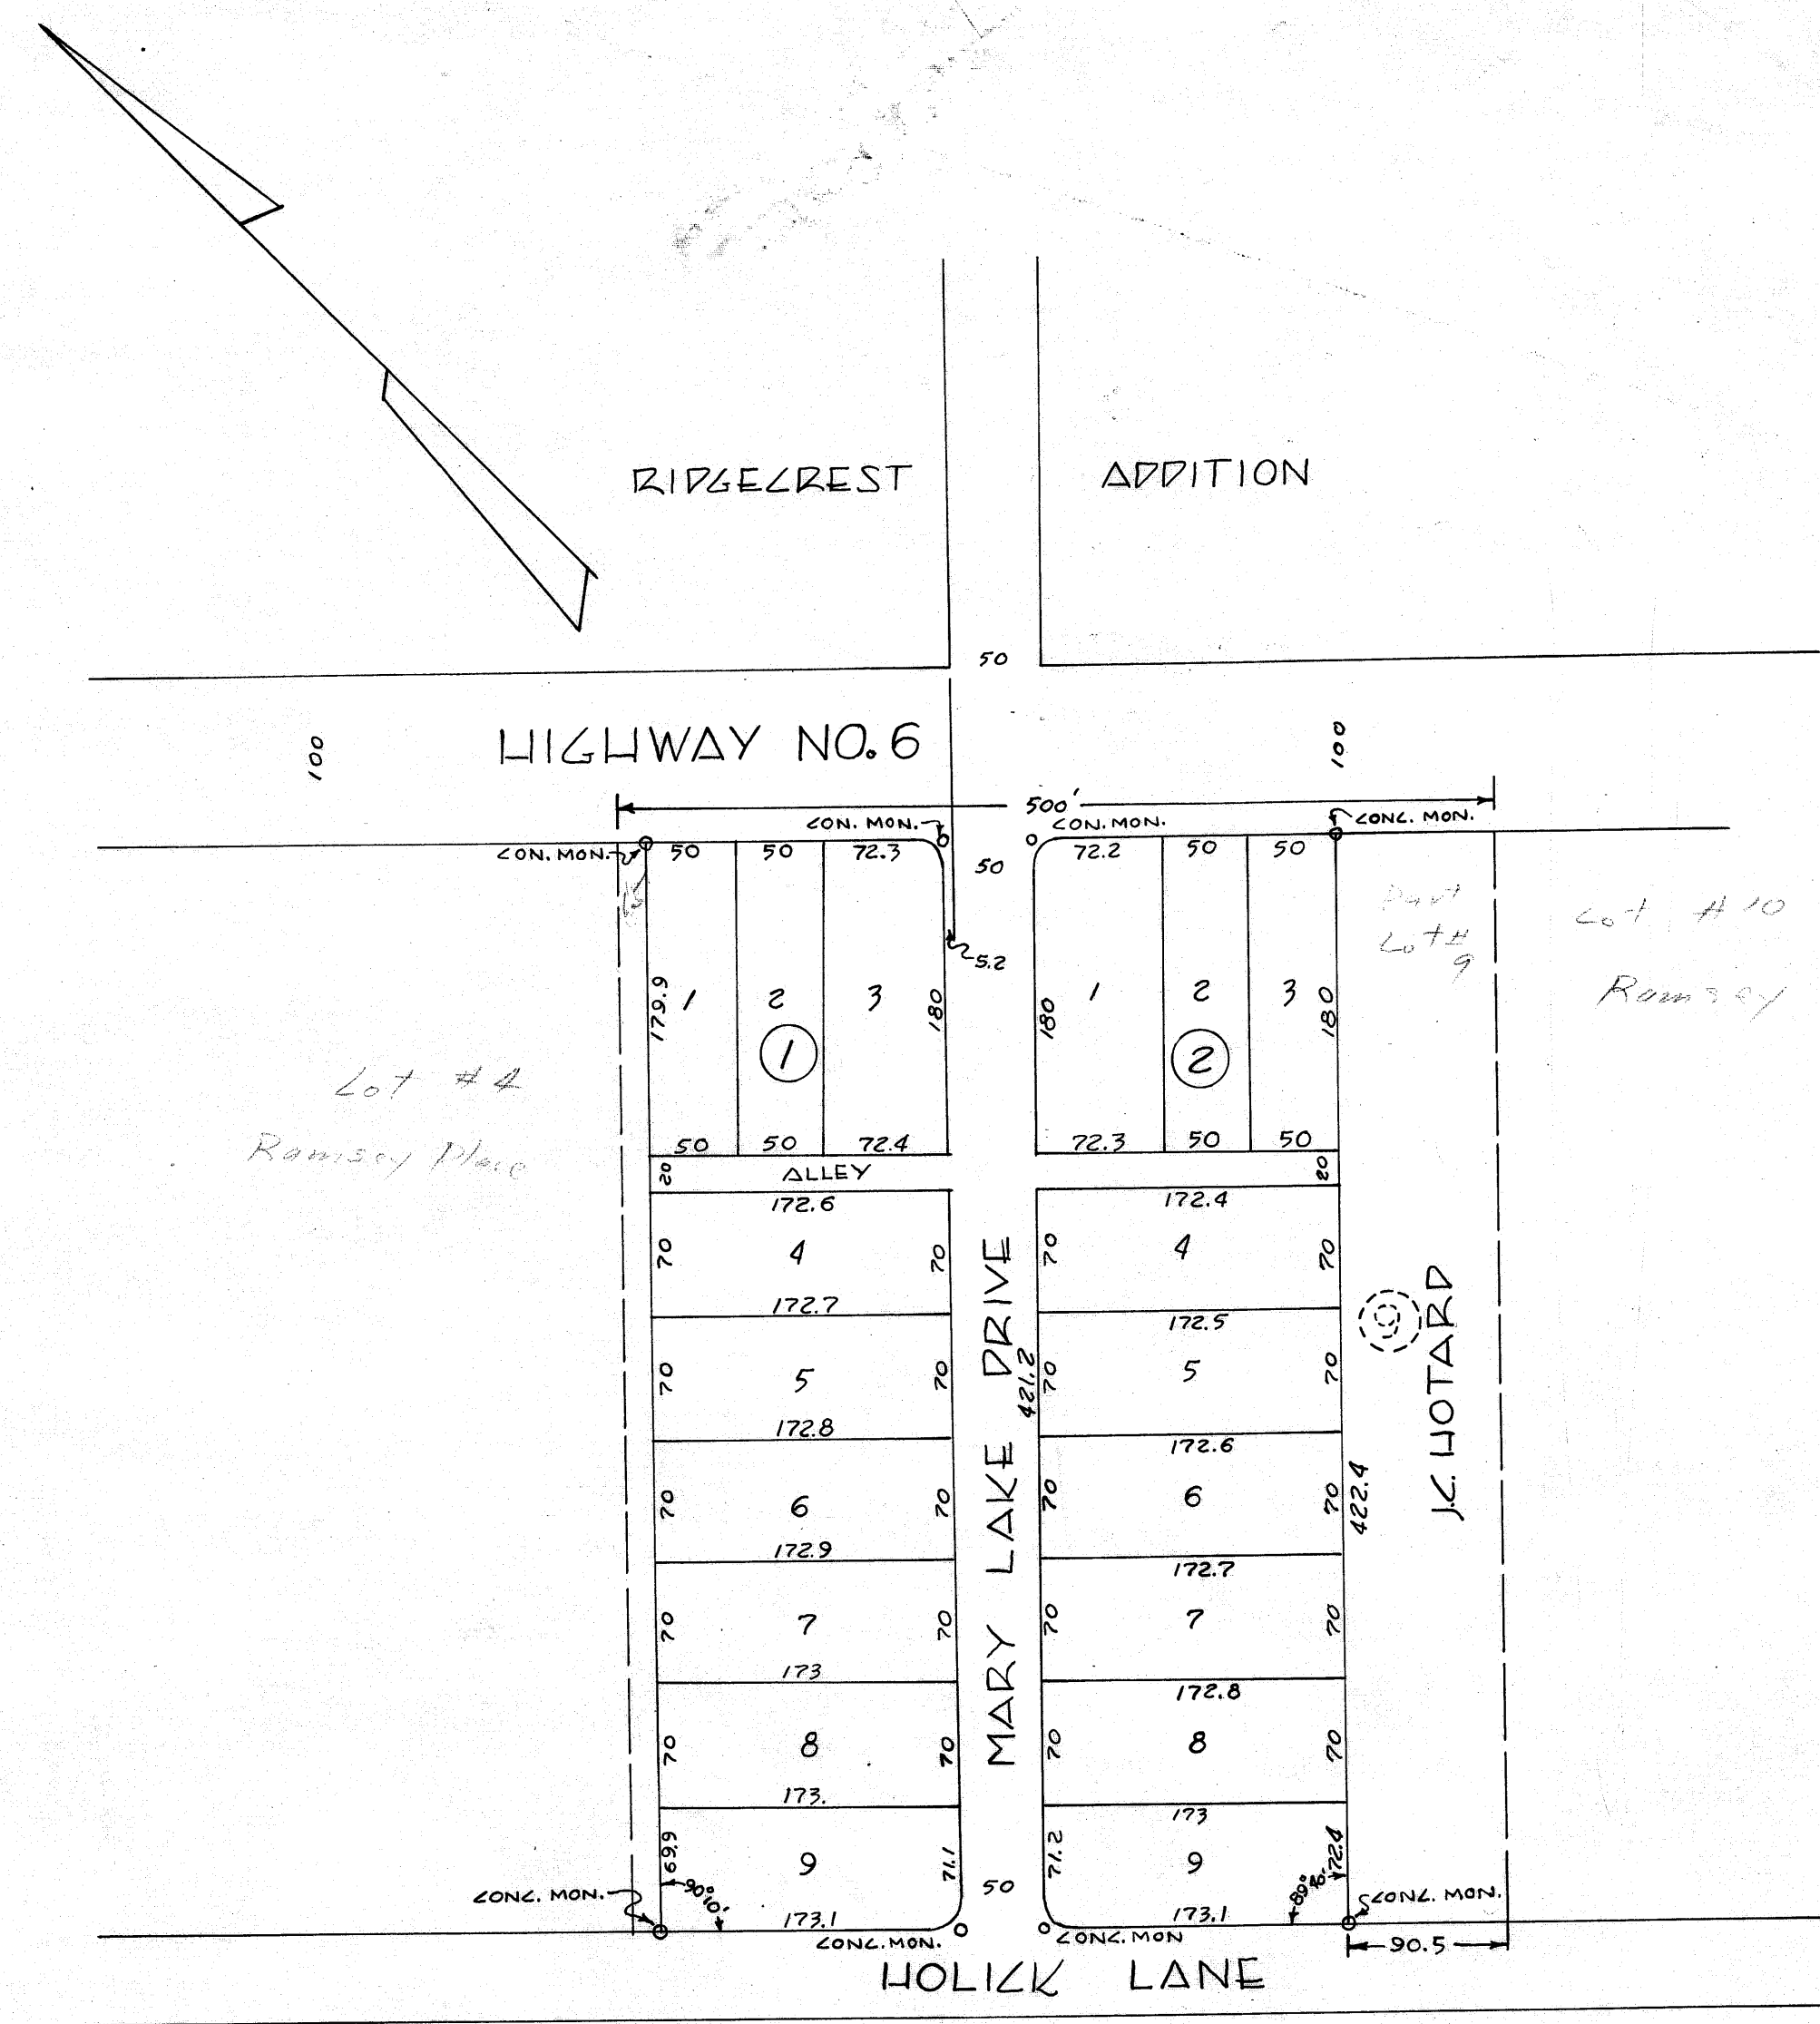 RIDGECREST ADDITION
50
100
HIGHWAY NO. 6
100
500'
CON. MON.
CON. MON.
CONC. MON.
CON. MON.
50 50 72.3
50
72.2 50 50
5.2
Part
Lot #
9
Lot #10
Ramsey
179.9
1 2 3
180
180
1 2 3
180
1
2
Lot #4
Ramsey Place
50 50 72.4
72.3 50 50
20
ALLEY
20
172.6
172.4
70 4 70
70 4 70
172.7
172.5
70 5 70
70 5 70
172.8
172.6
70 6 70
70 6 70
172.9
172.7
70 7 70
70 7 70
173
172.8
70 8 70
70 8 70
173.
173
69.9 9 71.1
71.2 9 72.4
90°10'
50
173.1
173.1
MARY LAKE DRIVE
421.2
422.4
9
J.C. HOTARD
CONC. MON.
CONC. MON.
CONC. MON
CONC. MON.
90.5
HOLICK LANE